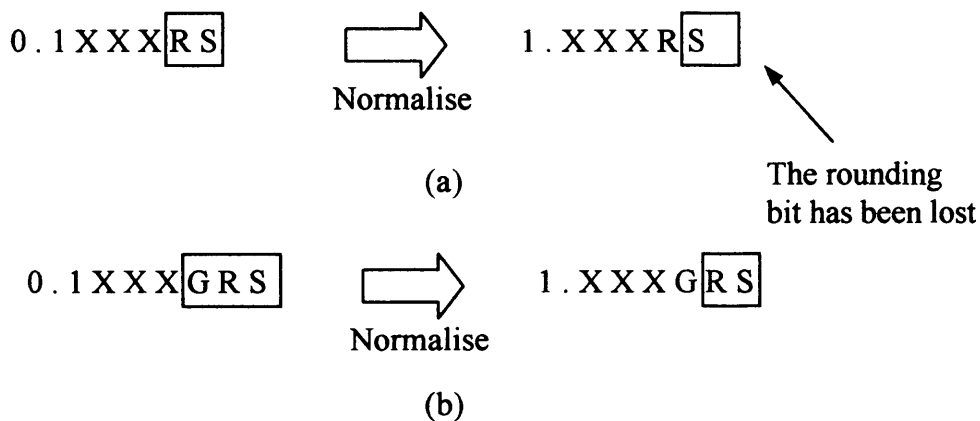 0 . 1 X X X R S
Normalise
1 . X X X R S
The rounding
bit has been lost
(a)
0 . 1 X X X G R S
Normalise
1 . X X X G R S
(b)